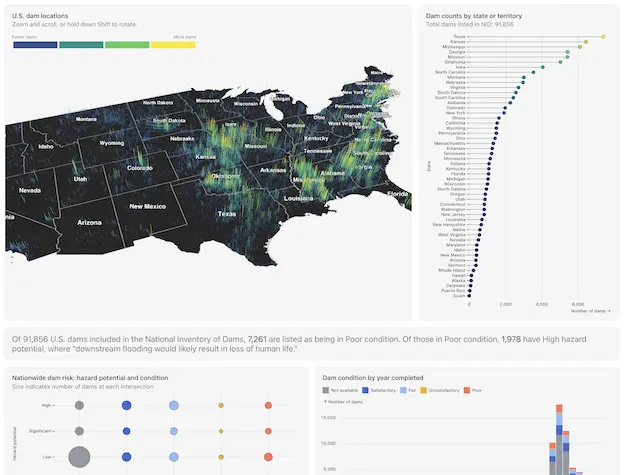 U.S. dam locations
Zoom and scroll, or hold down Shift to rotate.
Fewer dams
More dams
Maine
Montana
North Dakota
Minnesota
Michigan
New York
South Dakota
Wisconsin
Idaho
Wyoming
Iowa
Pennsylvania
Nebraska
Illinois
Indiana
Ohio
West Virginia
Nevada
Utah
Colorado
Kansas
Missouri
Kentucky
Tennessee
North Carolina
South Carolina
Arizona
New Mexico
Oklahoma
Arkansas
Alabama
Texas
Louisiana
Florida
Dam counts by state or territory
Total dams listed in NID: 91,856
Texas
Kansas
Mississippi
Georgia
Missouri
Oklahoma
Iowa
North Carolina
Montana
Nebraska
Virginia
South Dakota
South Carolina
Alabama
Colorado
New York
Illinois
California
Wyoming
Pennsylvania
Ohio
Massachusetts
Arkansas
Tennessee
Minnesota
Indiana
Kentucky
Florida
Michigan
Wisconsin
North Dakota
Oregon
Utah
Connecticut
Washington
New Jersey
Louisiana
New Hampshire
Maine
West Virginia
Nevada
Maryland
Idaho
New Mexico
Arizona
Vermont
Rhode Island
Hawaii
Alaska
Delaware
Puerto Rico
Guam
State
0
2,000
4,000
6,000
Number of dams →
Of 91,856 U.S. dams included in the National Inventory of Dams, 7,261 are listed as being in Poor condition. Of those in Poor condition, 1,978 have High hazard
potential, where “downstream flooding would likely result in loss of human life.”
Nationwide dam risk: hazard potential and condition
Size indicates number of dams at each intersection
High
Significant
Low
Hazard potential
Dam condition by year completed
Not available
Satisfactory
Fair
Unsatisfactory
Poor
↑ Number of dams
15,000
10,000
5,000